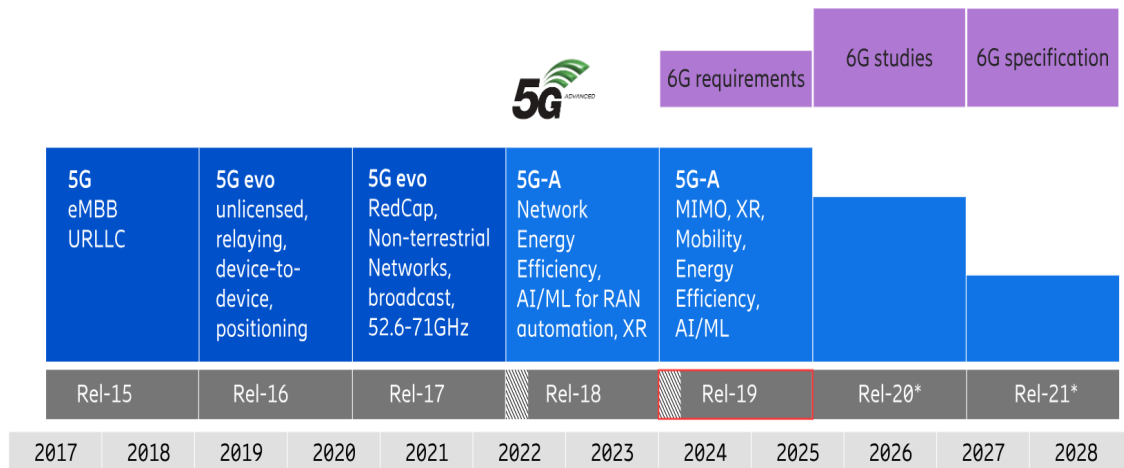 6G requirements
6G studies
6G specification
5G
ADVANCED
5G
eMBB
URLLC
5G evo
unlicensed,
relaying,
device-to-
device,
positioning
5G evo
RedCap,
Non-terrestrial
Networks,
broadcast,
52.6-71GHz
5G-A
Network
Energy
Efficiency,
AI/ML for RAN
automation, XR
5G-A
MIMO, XR,
Mobility,
Energy
Efficiency,
AI/ML
Rel-15
Rel-16
Rel-17
Rel-18
Rel-19
Rel-20*
Rel-21*
2017
2018
2019
2020
2021
2022
2023
2024
2025
2026
2027
2028